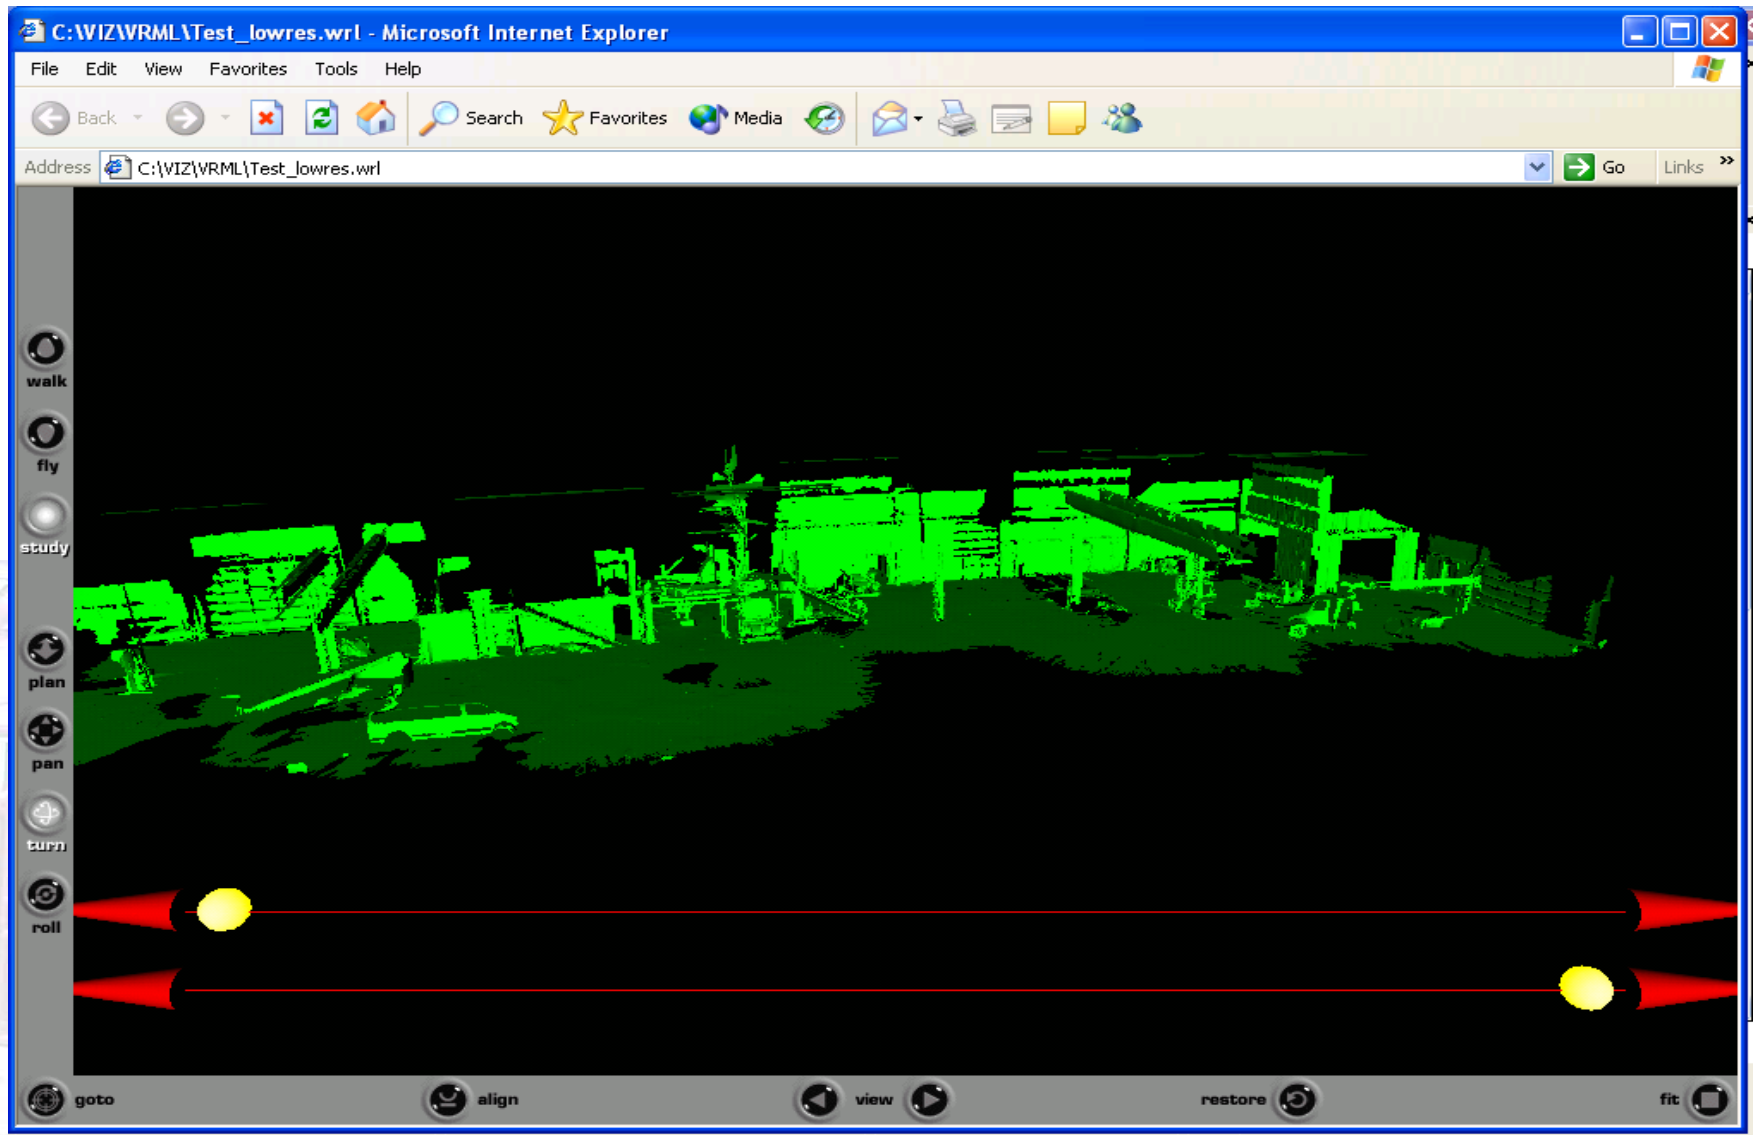 C:\VIZ\VRML\Test_lowres.wrl - Microsoft Internet Explorer
File Edit View Favorites Tools Help
Back Search Favorites Media
Address C:\VIZ\VRML\Test_lowres.wrl Go Links »
walk
fly
study
plan
pan
turn
roll
goto align view restore fit